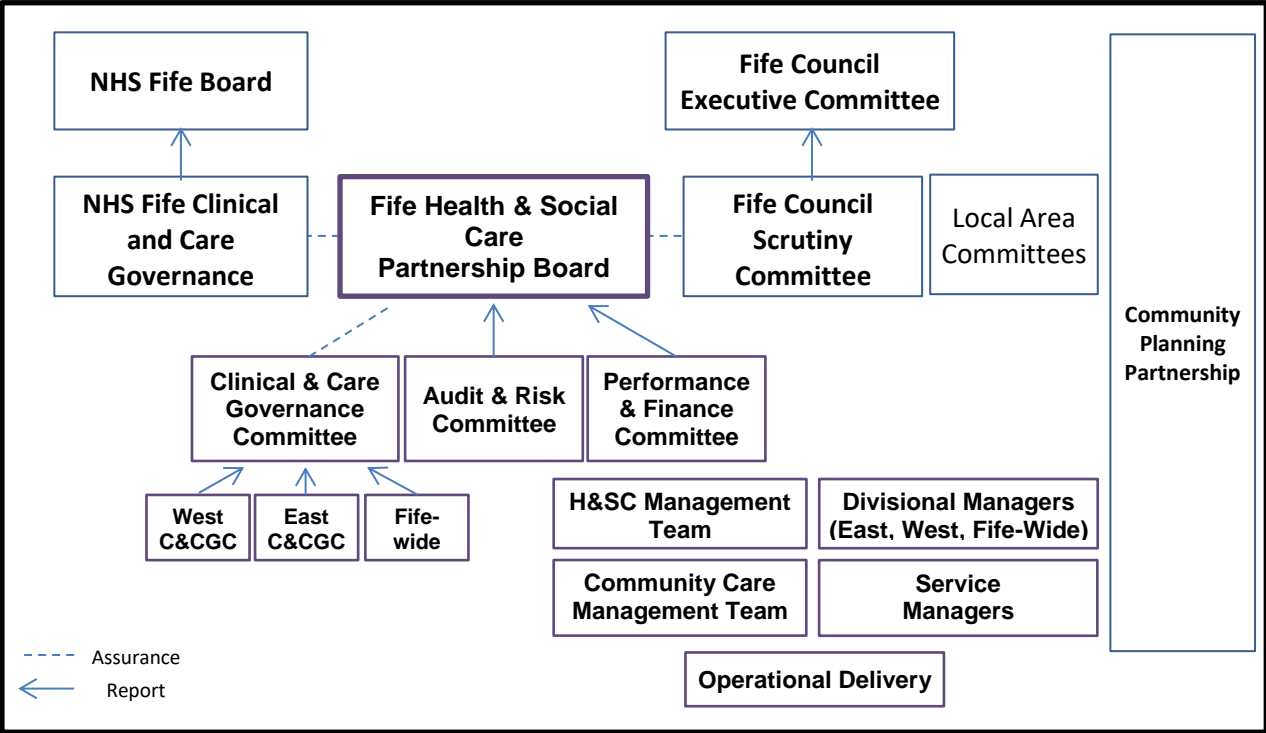 NHS Fife Board
Fife Council
Executive Committee
NHS Fife Clinical
and Care
Governance
Fife Health & Social
Care
Partnership Board
Fife Council
Scrutiny
Committee
Local Area
Committees
Community
Planning
Partnership
Clinical & Care
Governance
Committee
Audit & Risk
Committee
Performance
& Finance
Committee
West
C&CGC
East
C&CGC
Fife-
wide
H&SC Management
Team
Divisional Managers
(East, West, Fife-Wide)
Community Care
Management Team
Service
Managers
Operational Delivery
Assurance
Report